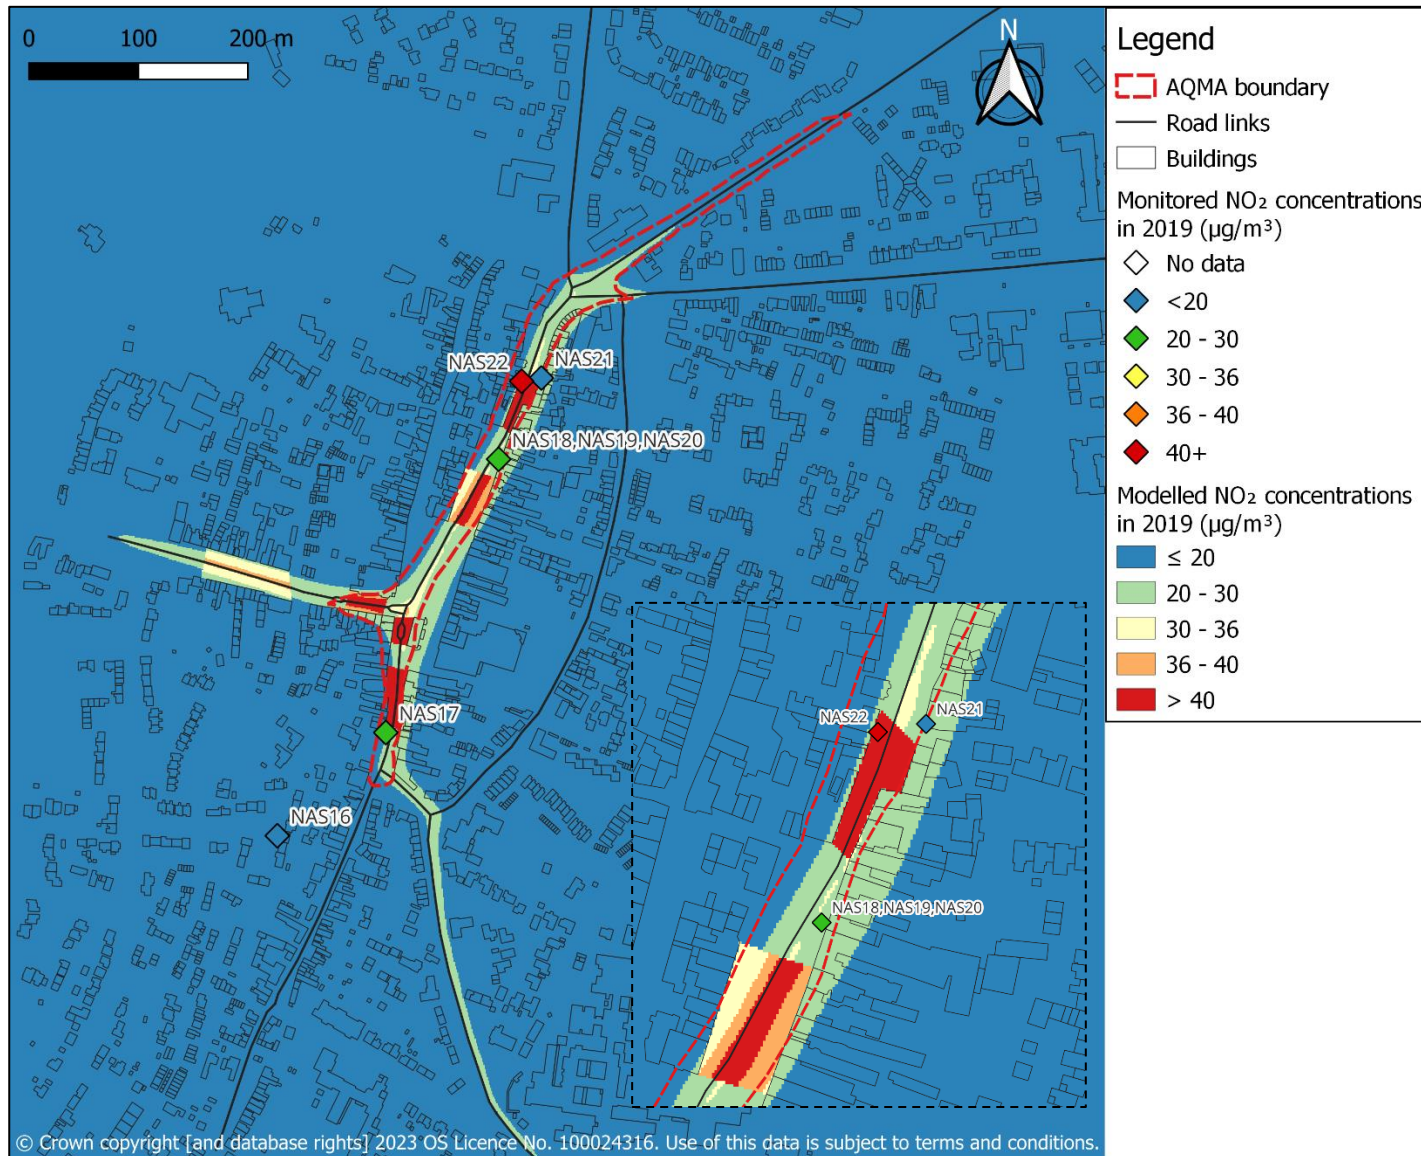 0 100 200 m
N
NAS22
NAS21
NAS18,NAS19,NAS20
NAS17
NAS16
NAS22
NAS21
NAS18,NAS19,NAS20
© Crown copyright [and database rights] 2023 OS Licence No. 100024316. Use of this data is subject to terms and conditions.
Legend
AQMA boundary
Road links
Buildings
Monitored NO₂ concentrations
in 2019 (µg/m³)
No data
<20
20 - 30
30 - 36
36 - 40
40+
Modelled NO₂ concentrations
in 2019 (µg/m³)
≤ 20
20 - 30
30 - 36
36 - 40
> 40